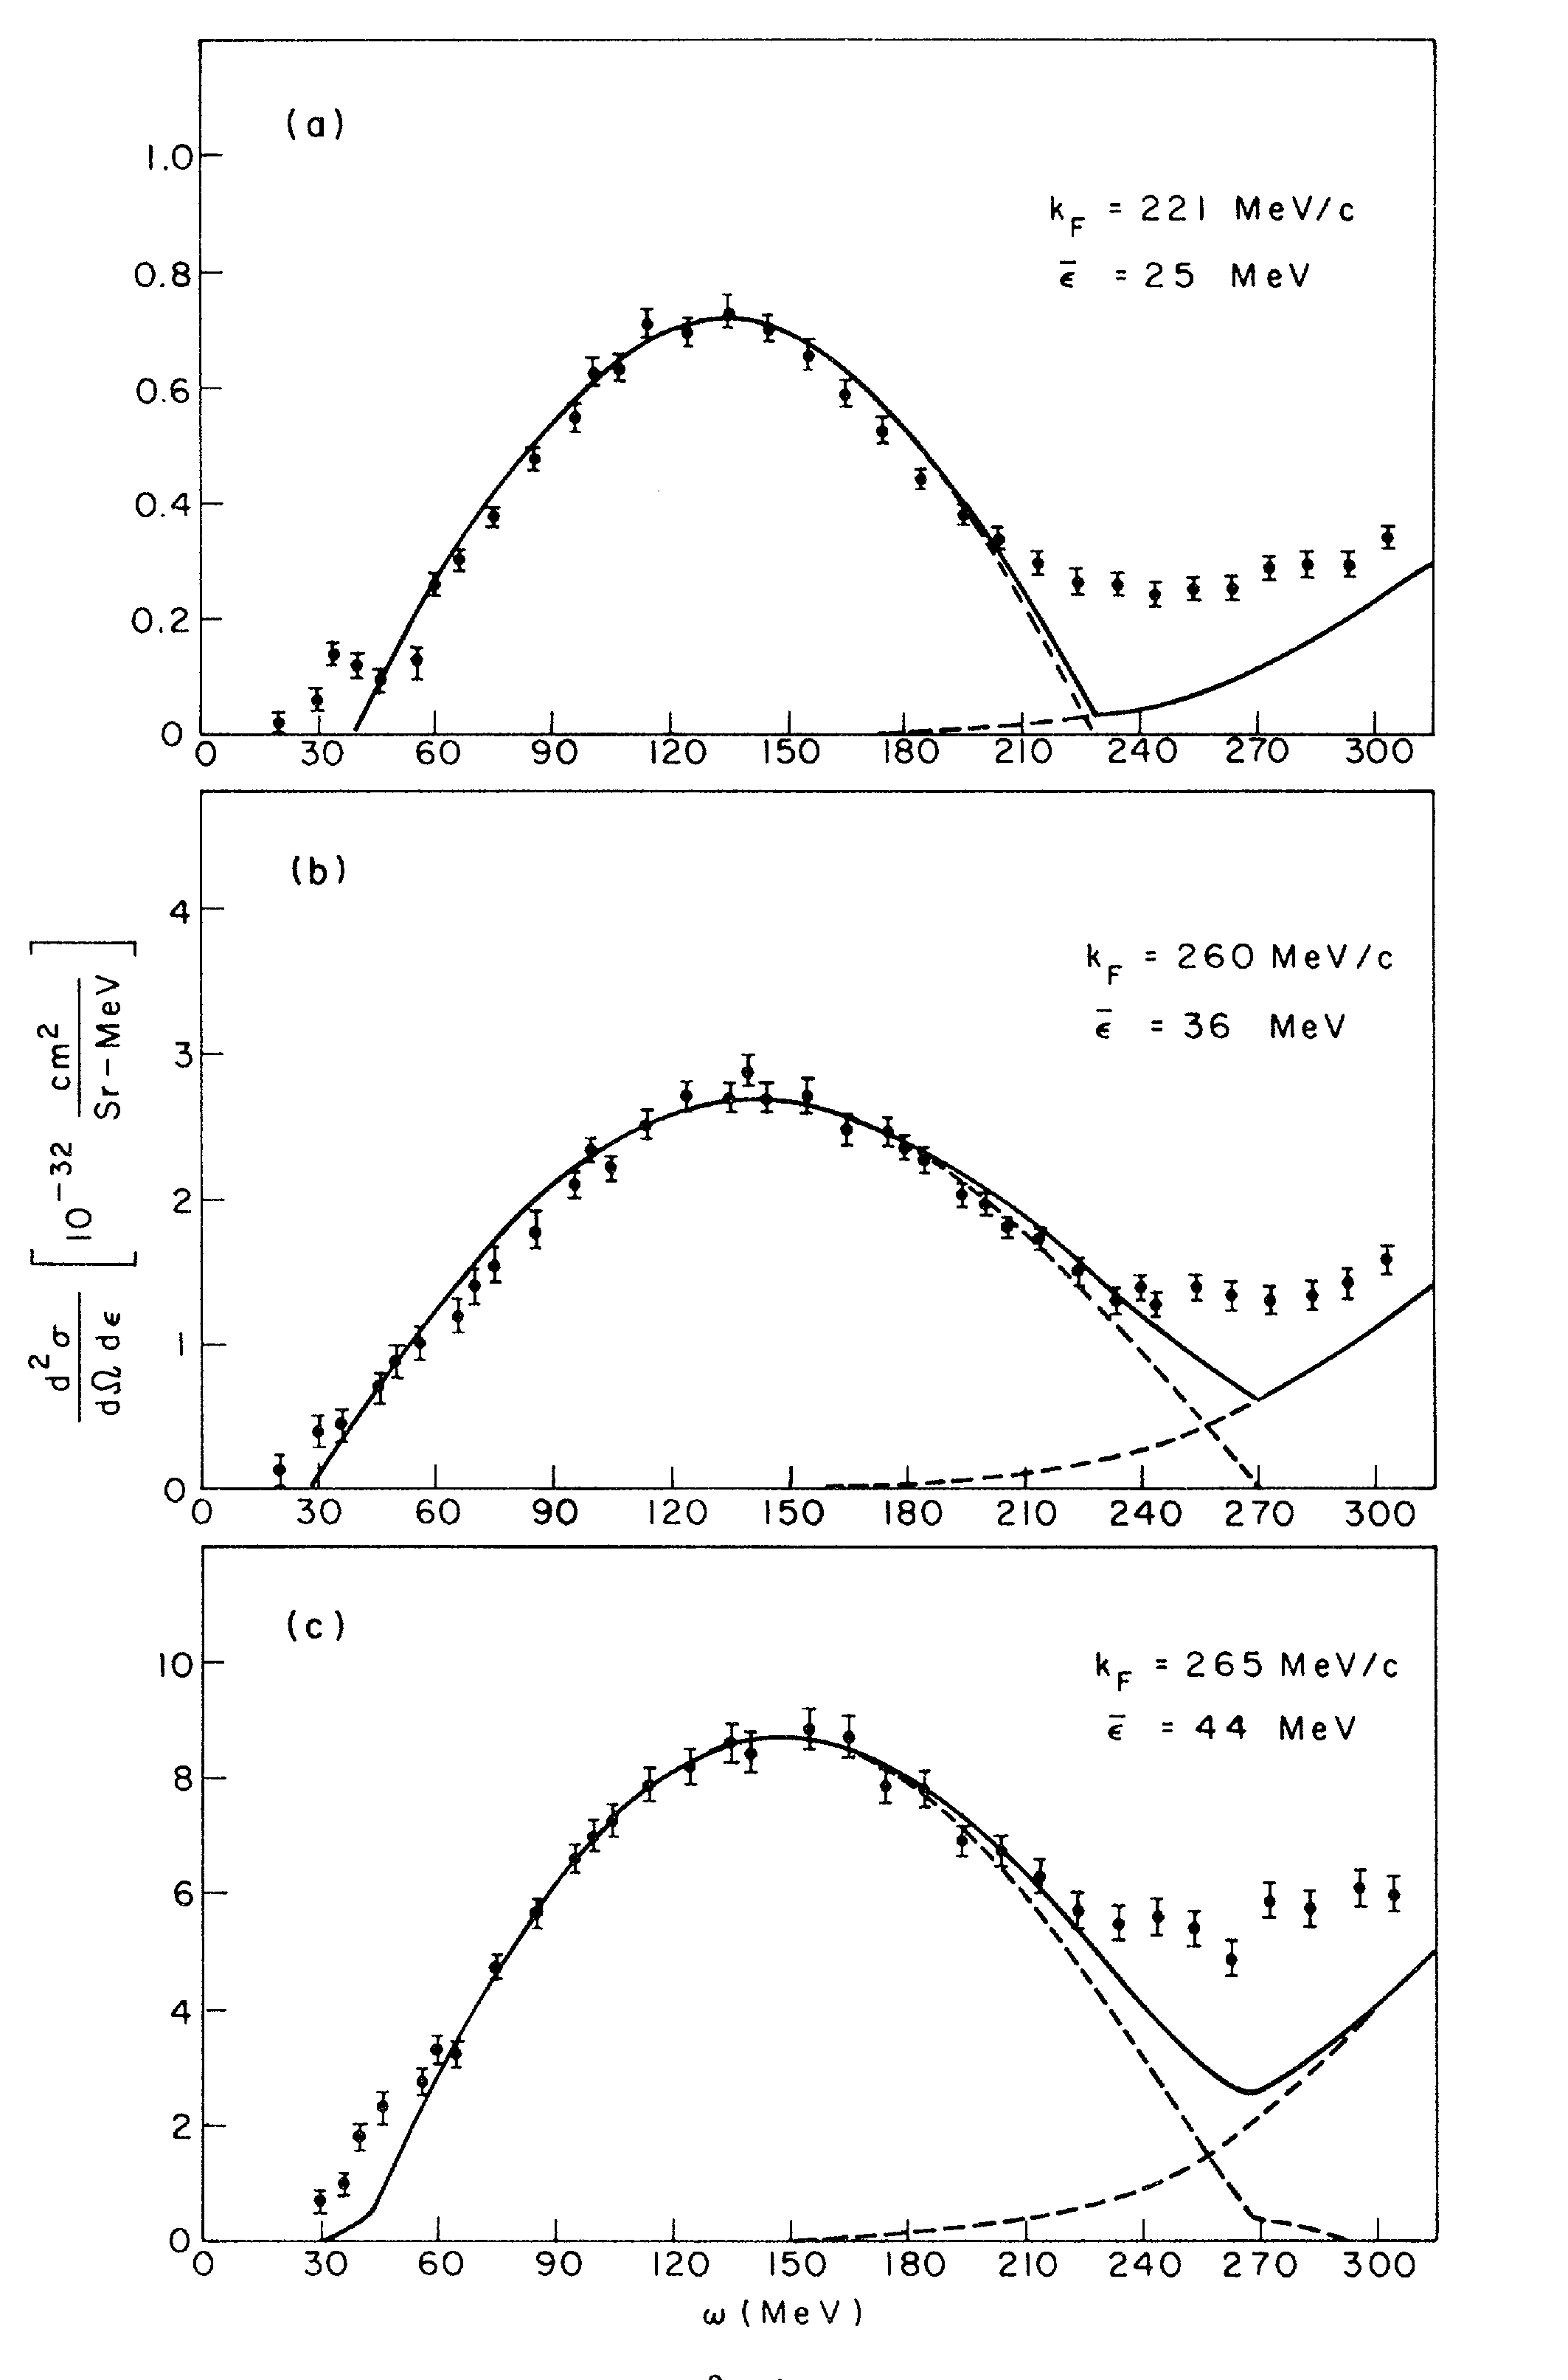 (a)
1.0
k_F = 221 MeV/c
0.8
ε̄ = 25 MeV
0.6
0.4
0.2
0
0 30 60 90 120 150 180 210 240 270 300
(b)
4
k_F = 260 MeV/c
ε̄ = 36 MeV
3
2
1
0
0 30 60 90 120 150 180 210 240 270 300
d²σ/dΩdϵ [10⁻³² cm²/Sr-MeV]
(c)
10
k_F = 265 MeV/c
ε̄ = 44 MeV
8
6
4
2
0
0 30 60 90 120 150 180 210 240 270 300
ω (MeV)